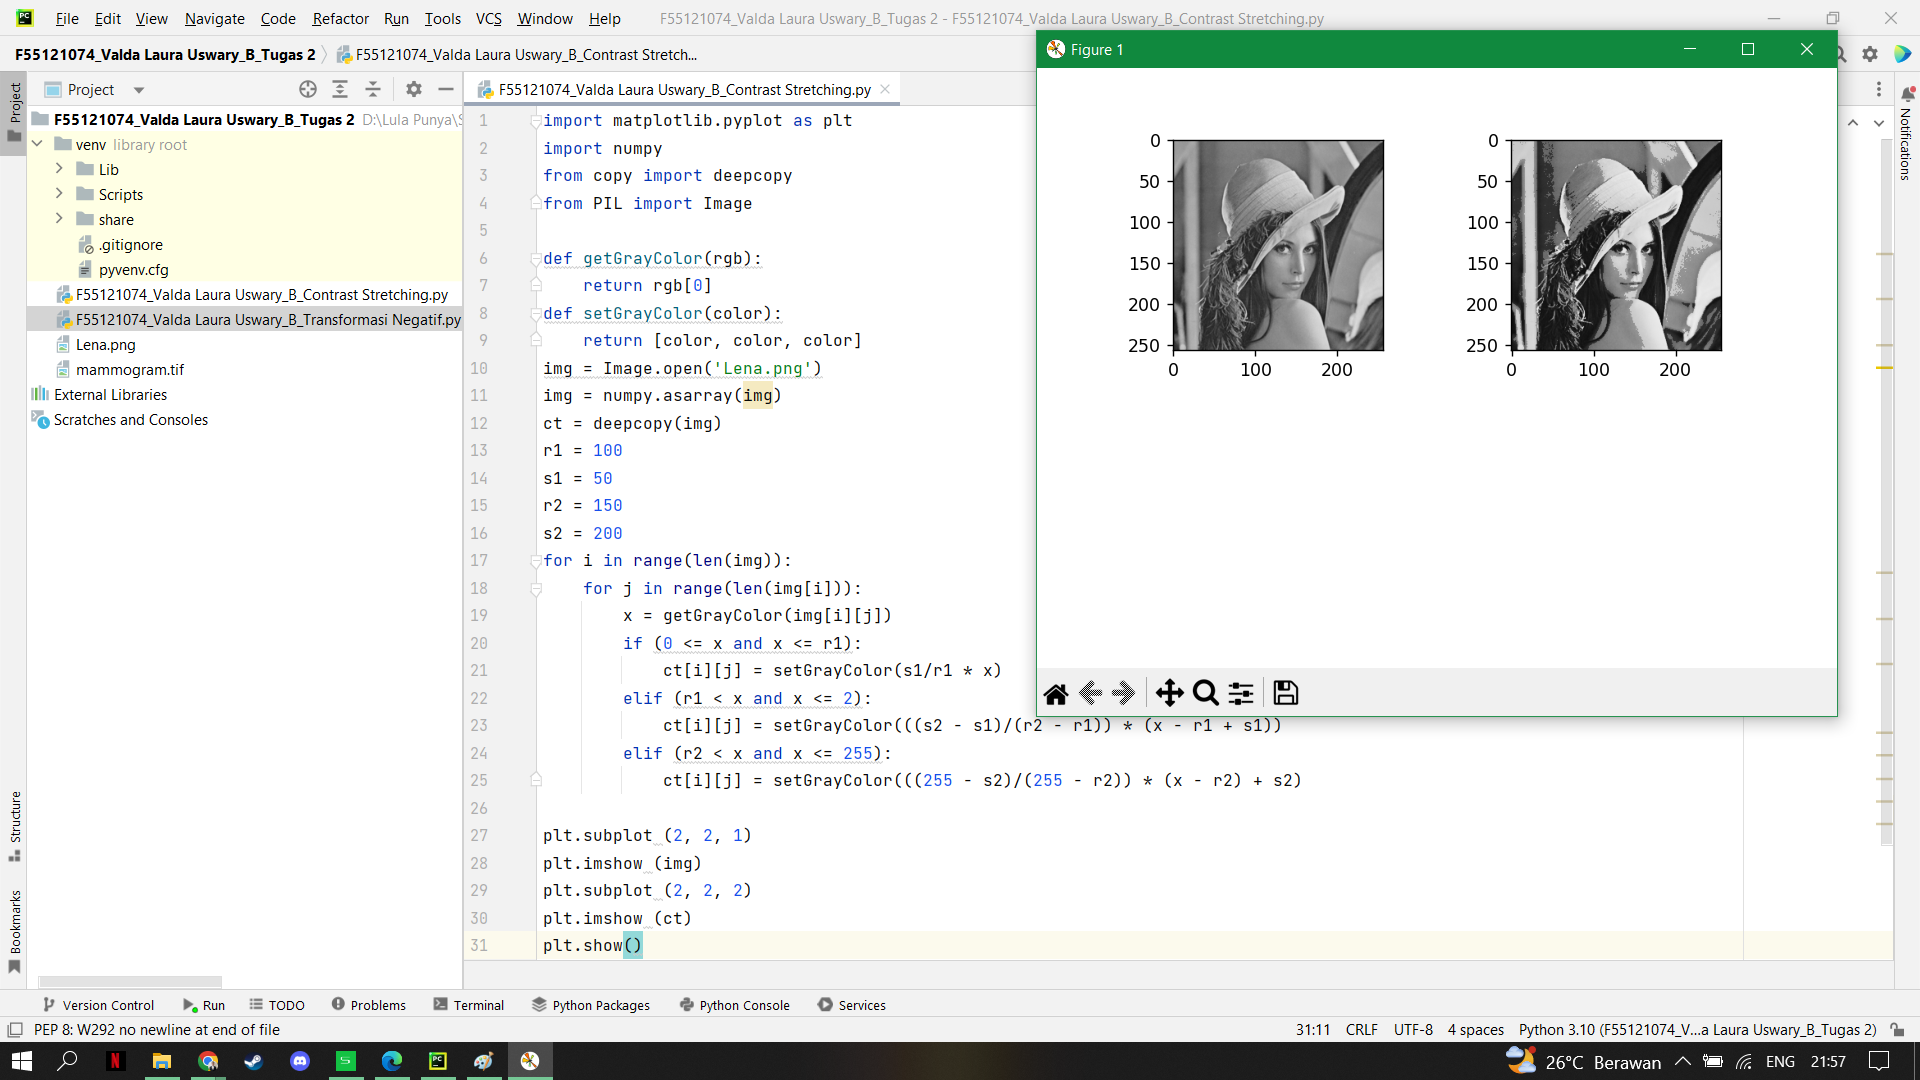 File Edit View Navigate Code Refactor Run Tools VCS Window Help F55121074_Valda Laura Uswary_B_Tugas 2 - F55121074_Valda Laura Uswary_B_Contrast Stretching.py
F55121074_Valda Laura Uswary_B_Tugas 2 F55121074_Valda Laura Uswary_B_Contrast Stretch...
Project
Structure
Bookmarks
Project
F55121074_Valda Laura Uswary_B_Tugas 2 D:\Lula Punya\S
venv library root
Lib
Scripts
share
.gitignore
pyvenv.cfg
F55121074_Valda Laura Uswary_B_Contrast Stretching.py
F55121074_Valda Laura Uswary_B_Transformasi Negatif.py
Lena.png
mammogram.tif
External Libraries
Scratches and Consoles
F55121074_Valda Laura Uswary_B_Contrast Stretching.py
1 import matplotlib.pyplot as plt
2 import numpy
3 from copy import deepcopy
4 from PIL import Image
5
6 def getGrayColor(rgb):
7 return rgb[0]
8 def setGrayColor(color):
9 return [color, color, color]
10 img = Image.open('Lena.png')
11 img = numpy.asarray(img)
12 ct = deepcopy(img)
13 r1 = 100
14 s1 = 50
15 r2 = 150
16 s2 = 200
17 for i in range(len(img)):
18 for j in range(len(img[i])):
19 x = getGrayColor(img[i][j])
20 if (0 <= x and x <= r1):
21 ct[i][j] = setGrayColor(s1/r1 * x)
22 elif (r1 < x and x <= 2):
23 ct[i][j] = setGrayColor(((s2 - s1)/(r2 - r1)) * (x - r1 + s1))
24 elif (r2 < x and x <= 255):
25 ct[i][j] = setGrayColor(((255 - s2)/(255 - r2)) * (x - r2) + s2)
26
27 plt.subplot (2, 2, 1)
28 plt.imshow (img)
29 plt.subplot (2, 2, 2)
30 plt.imshow (ct)
31 plt.show()
Figure 1
0
50
100
150
200
250
0 100 200
0
50
100
150
200
250
0 100 200
Notifications
Version Control Run TODO Problems Terminal Python Packages Python Console Services
PEP 8: W292 no newline at end of file 31:11 CRLF UTF-8 4 spaces Python 3.10 (F55121074_V...a Laura Uswary_B_Tugas 2)
26°C Berawan ENG 21:57